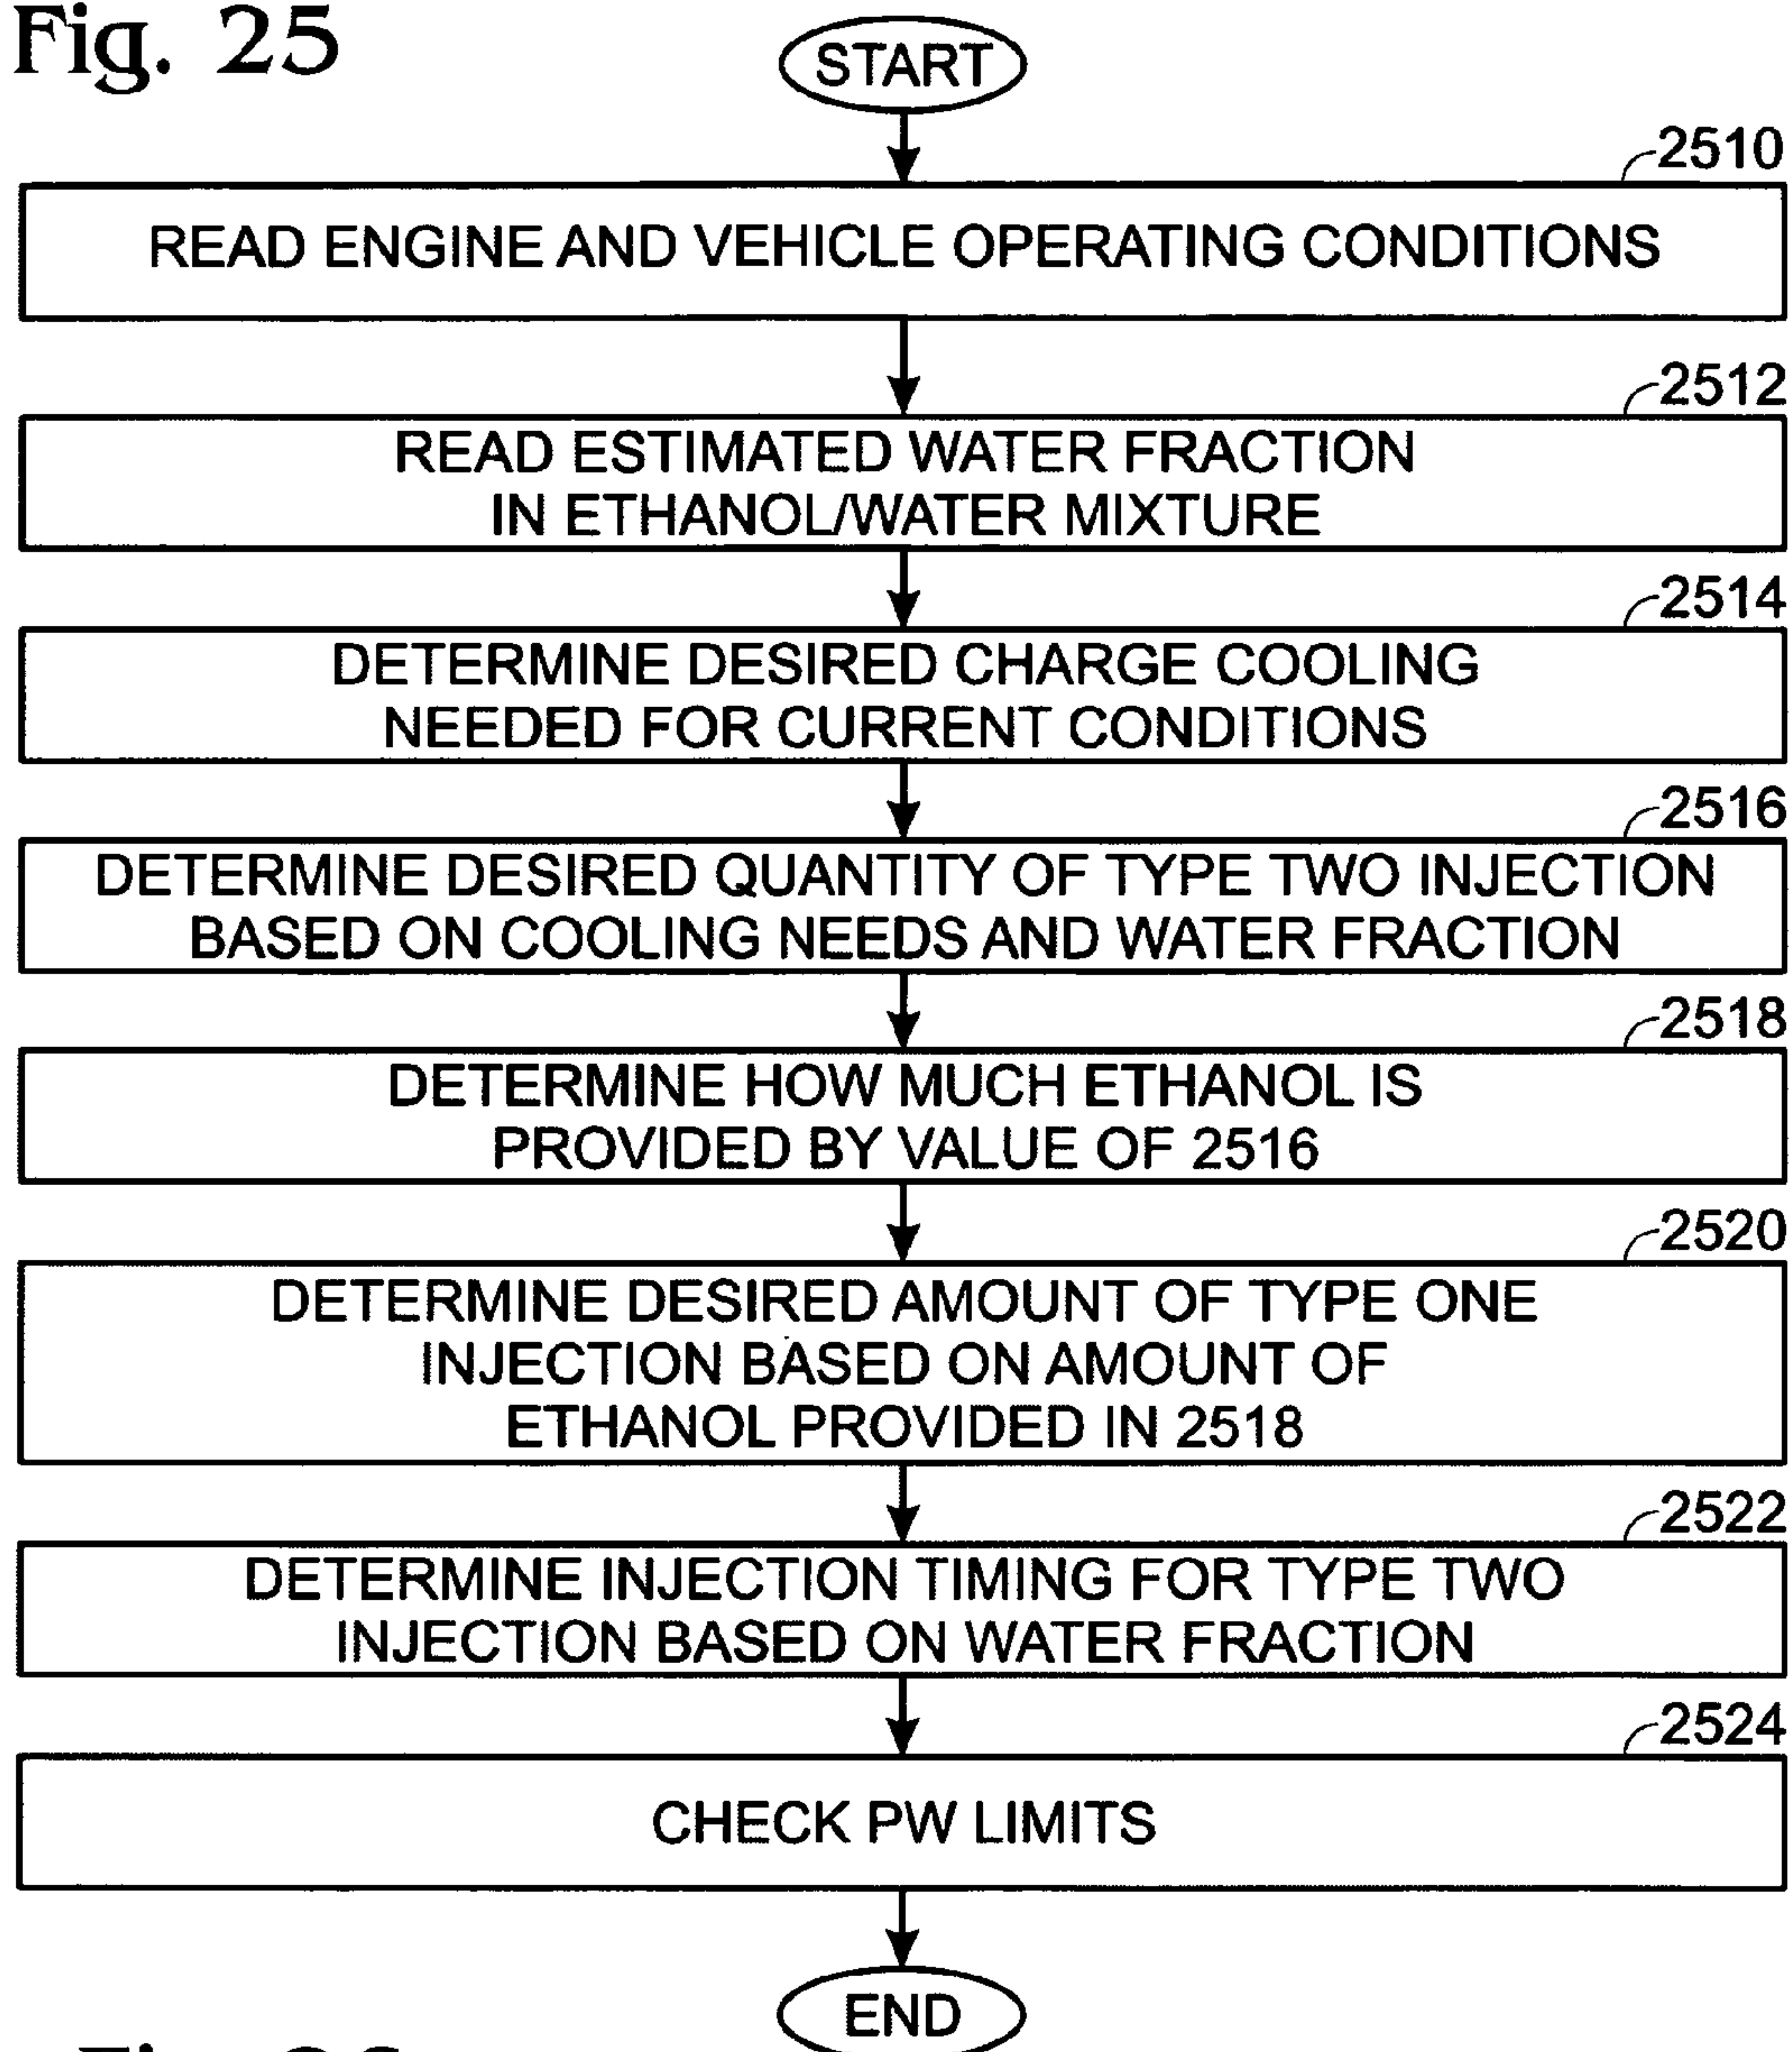 Fig. 25
START
2510
READ ENGINE AND VEHICLE OPERATING CONDITIONS
2512
READ ESTIMATED WATER FRACTION
IN ETHANOL/WATER MIXTURE
2514
DETERMINE DESIRED CHARGE COOLING
NEEDED FOR CURRENT CONDITIONS
2516
DETERMINE DESIRED QUANTITY OF TYPE TWO INJECTION
BASED ON COOLING NEEDS AND WATER FRACTION
2518
DETERMINE HOW MUCH ETHANOL IS
PROVIDED BY VALUE OF 2516
2520
DETERMINE DESIRED AMOUNT OF TYPE ONE
INJECTION BASED ON AMOUNT OF
ETHANOL PROVIDED IN 2518
2522
DETERMINE INJECTION TIMING FOR TYPE TWO
INJECTION BASED ON WATER FRACTION
2524
CHECK PW LIMITS
END